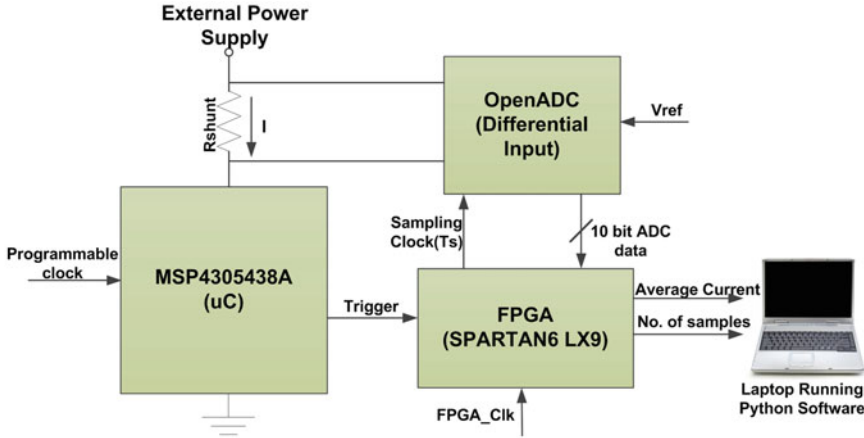 External Power
Supply
Rshunt
I
OpenADC
(Differential
Input)
Vref
Sampling
Clock(Ts)
10 bit ADC
data
Programmable
clock
MSP4305438A
(uC)
Trigger
FPGA
(SPARTAN6 LX9)
Average Current
No. of samples
FPGA_Clk
Laptop Running
Python Software